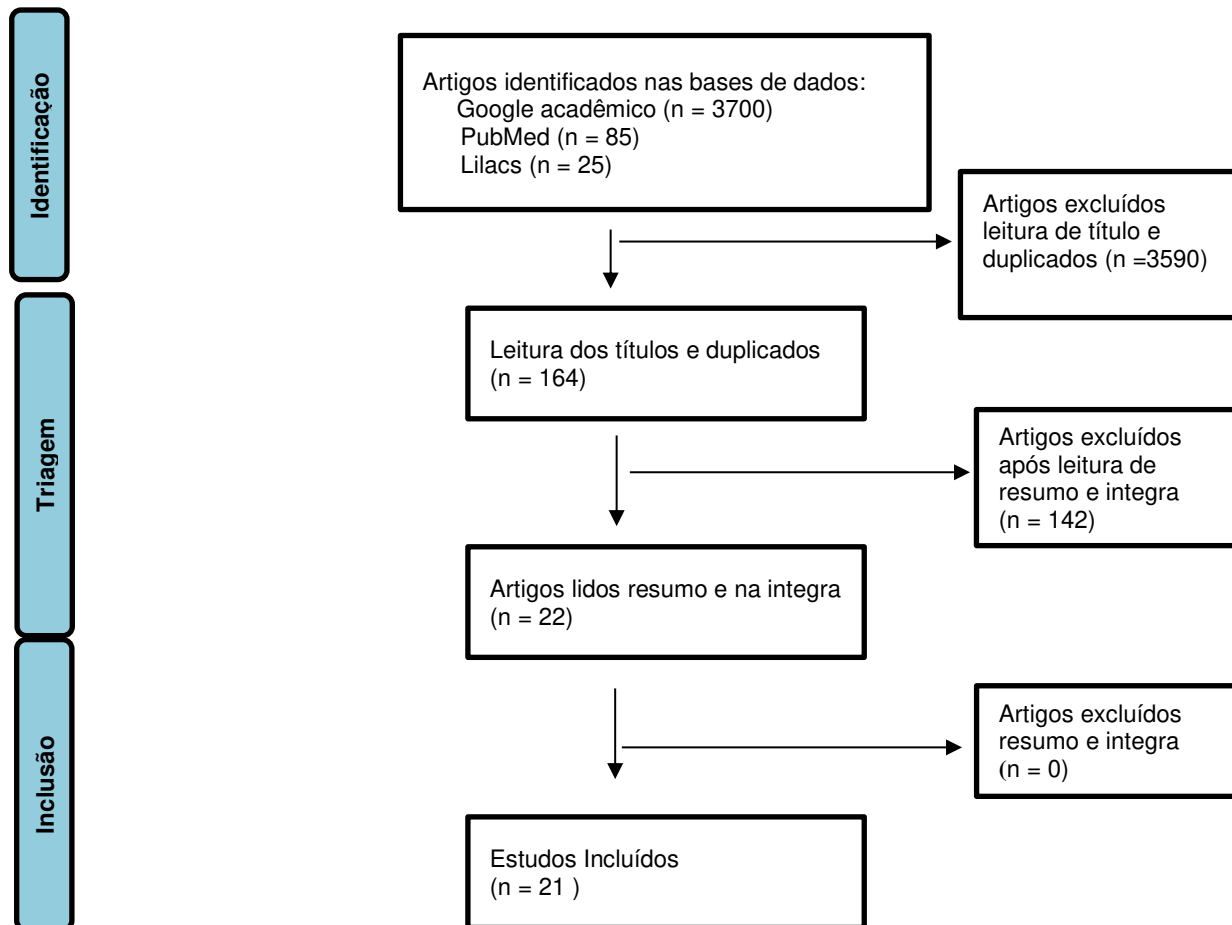 Identificação
Artigos identificados nas bases de dados:
Google acadêmico (n = 3700)
PubMed (n = 85)
Lilacs (n = 25)
Artigos excluídos
leitura de título e
duplicados (n =3590)
Triagem
Leitura dos títulos e duplicados
(n = 164)
Artigos excluídos
após leitura de
resumo e integra
(n = 142)
Artigos lidos resumo e na integra
(n = 22)
Inclusão
Artigos excluídos
resumo e integra
(n = 0)
Estudos Incluídos
(n = 21 )